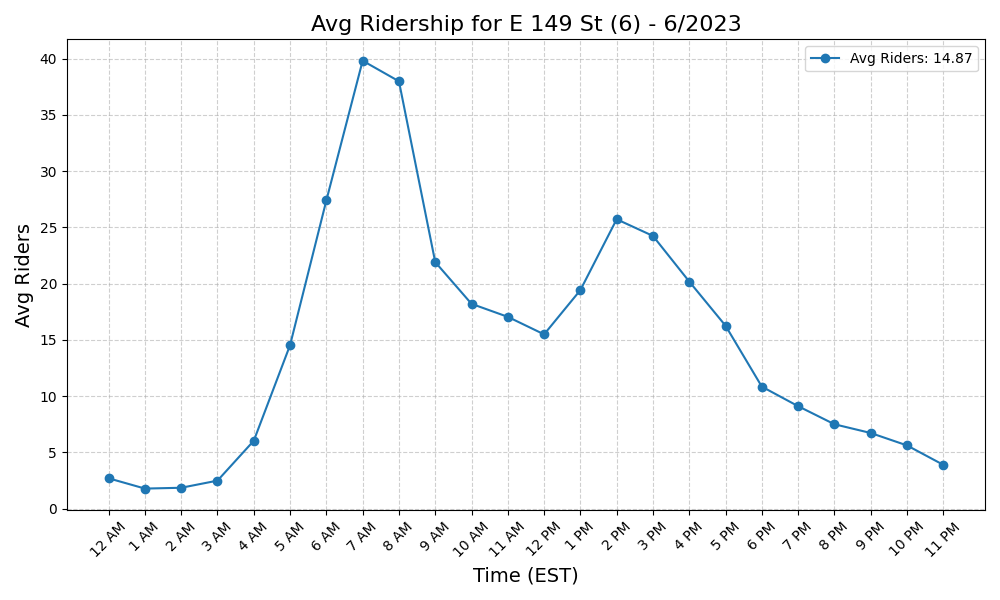 Avg Ridership for E 149 St (6) - 6/2023
Avg Riders: 14.87
Avg Riders
40
35
30
25
20
15
10
5
0
12 AM
1 AM
2 AM
3 AM
4 AM
5 AM
6 AM
7 AM
8 AM
9 AM
10 AM
11 AM
12 PM
1 PM
2 PM
3 PM
4 PM
5 PM
6 PM
7 PM
8 PM
9 PM
10 PM
11 PM
Time (EST)